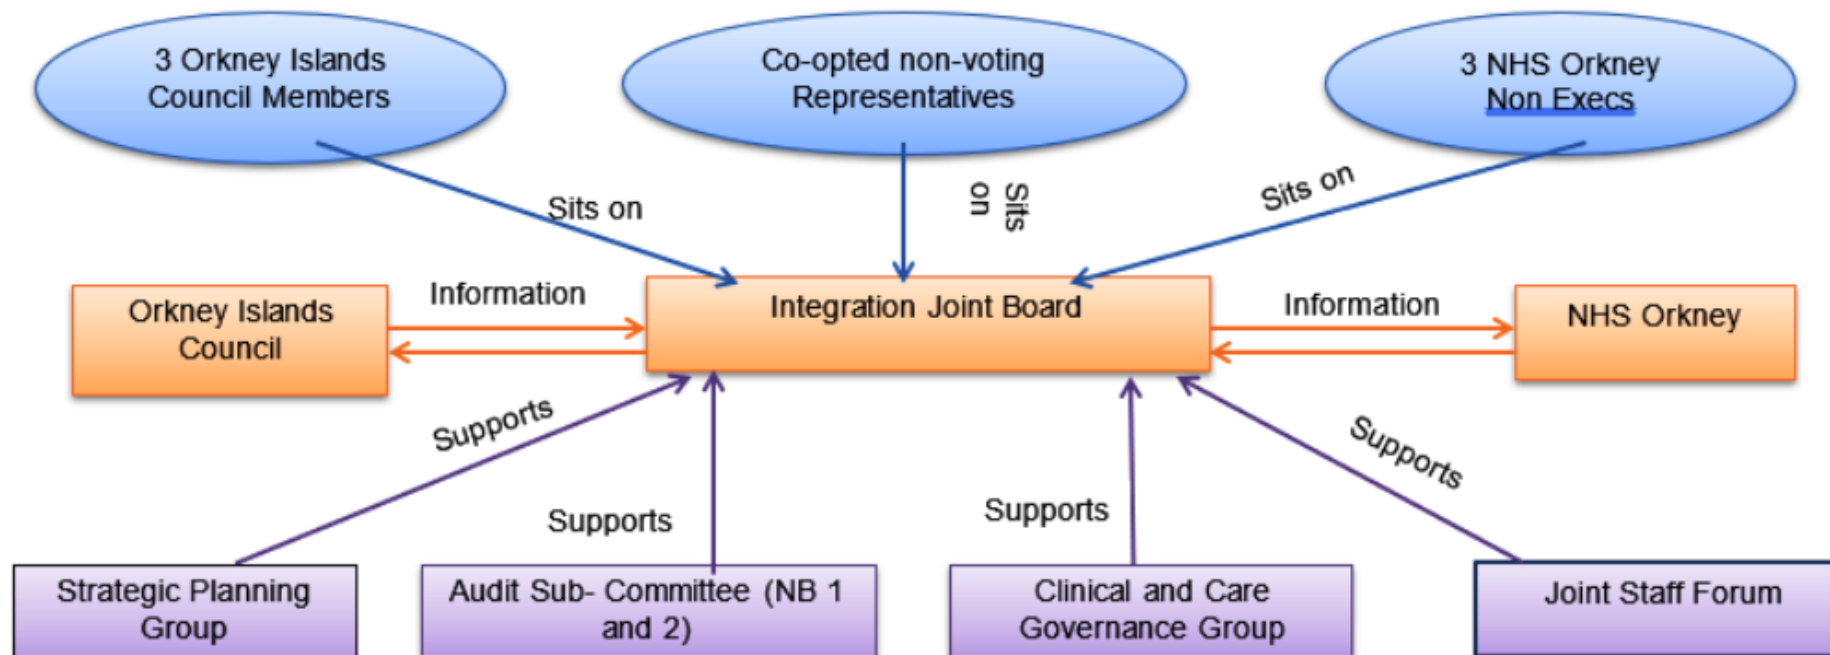 3 Orkney Islands
Council Members
Co-opted non-voting
Representatives
3 NHS Orkney
Non Execs
Sits on
Sits
on
Sits on
Orkney Islands
Council
Information
Integration Joint Board
Information
NHS Orkney
Supports
Supports
Supports
Supports
Strategic Planning
Group
Audit Sub- Committee (NB 1
and 2)
Clinical and Care
Governance Group
Joint Staff Forum